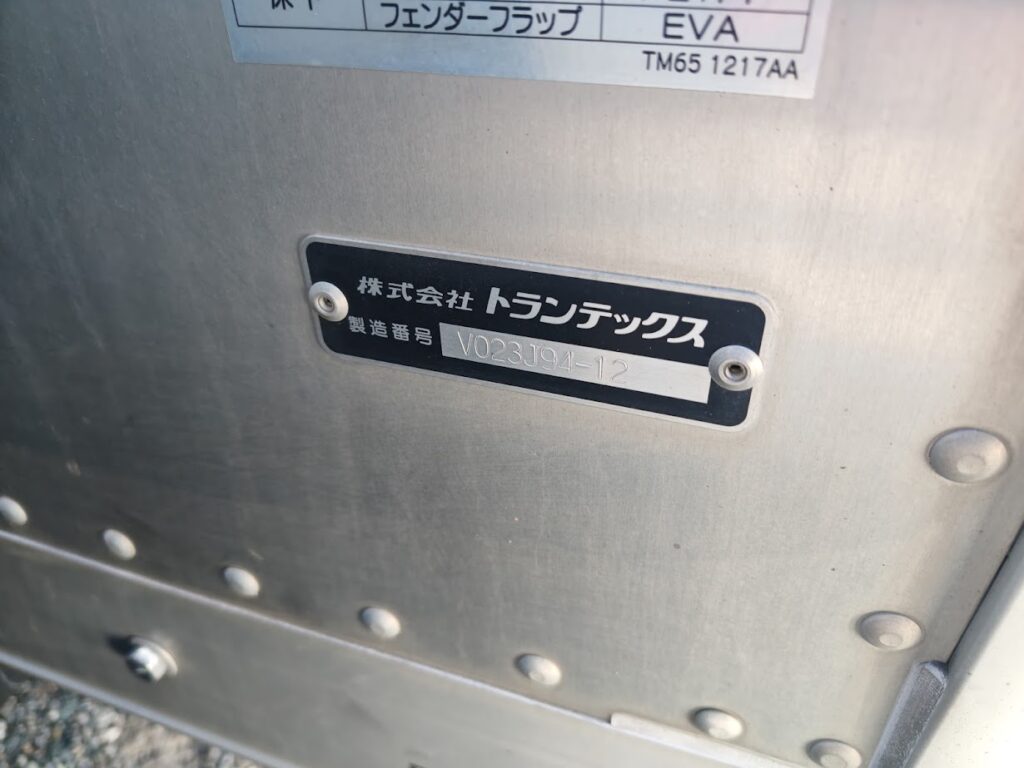 フェンダーフラップ EVA
TM65 1217AA
株式会社 トランテックス
製造番号 V023J94-12